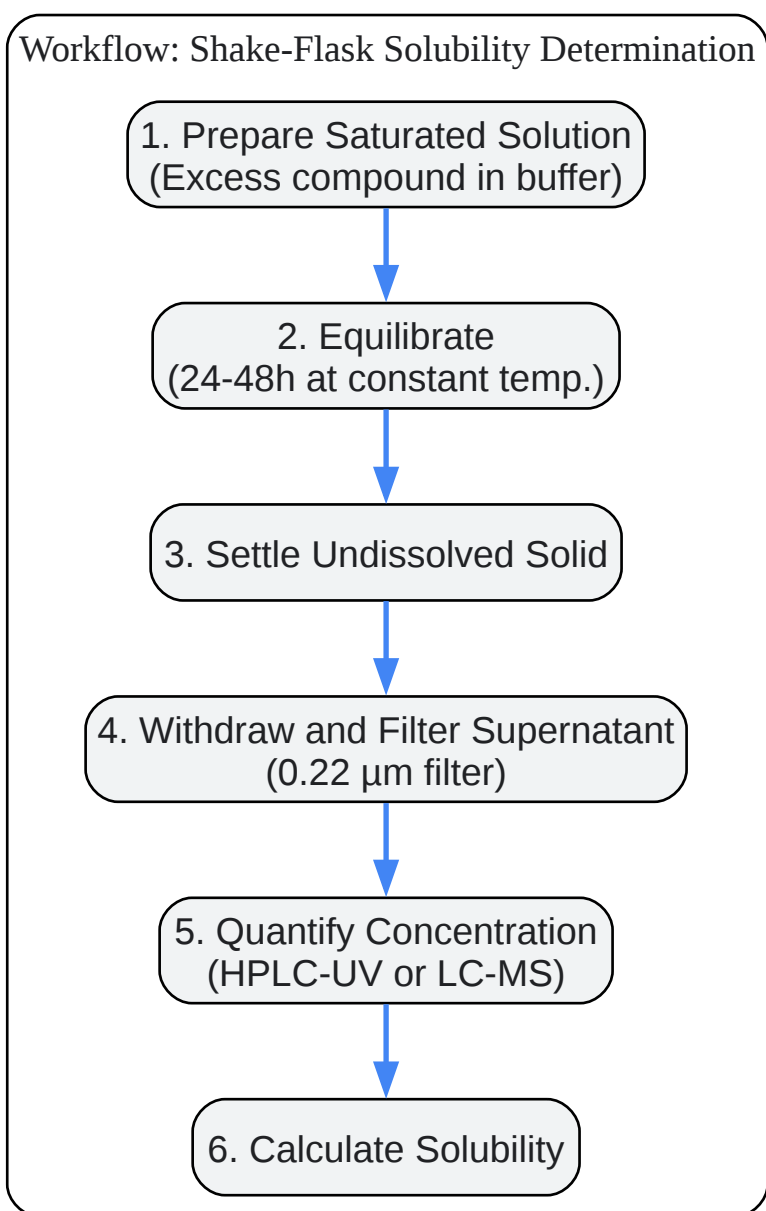 Workflow: Shake-Flask Solubility Determination
1. Prepare Saturated Solution
(Excess compound in buffer)
2. Equilibrate
(24-48h at constant temp.)
3. Settle Undissolved Solid
4. Withdraw and Filter Supernatant
(0.22 µm filter)
5. Quantify Concentration
(HPLC-UV or LC-MS)
6. Calculate Solubility